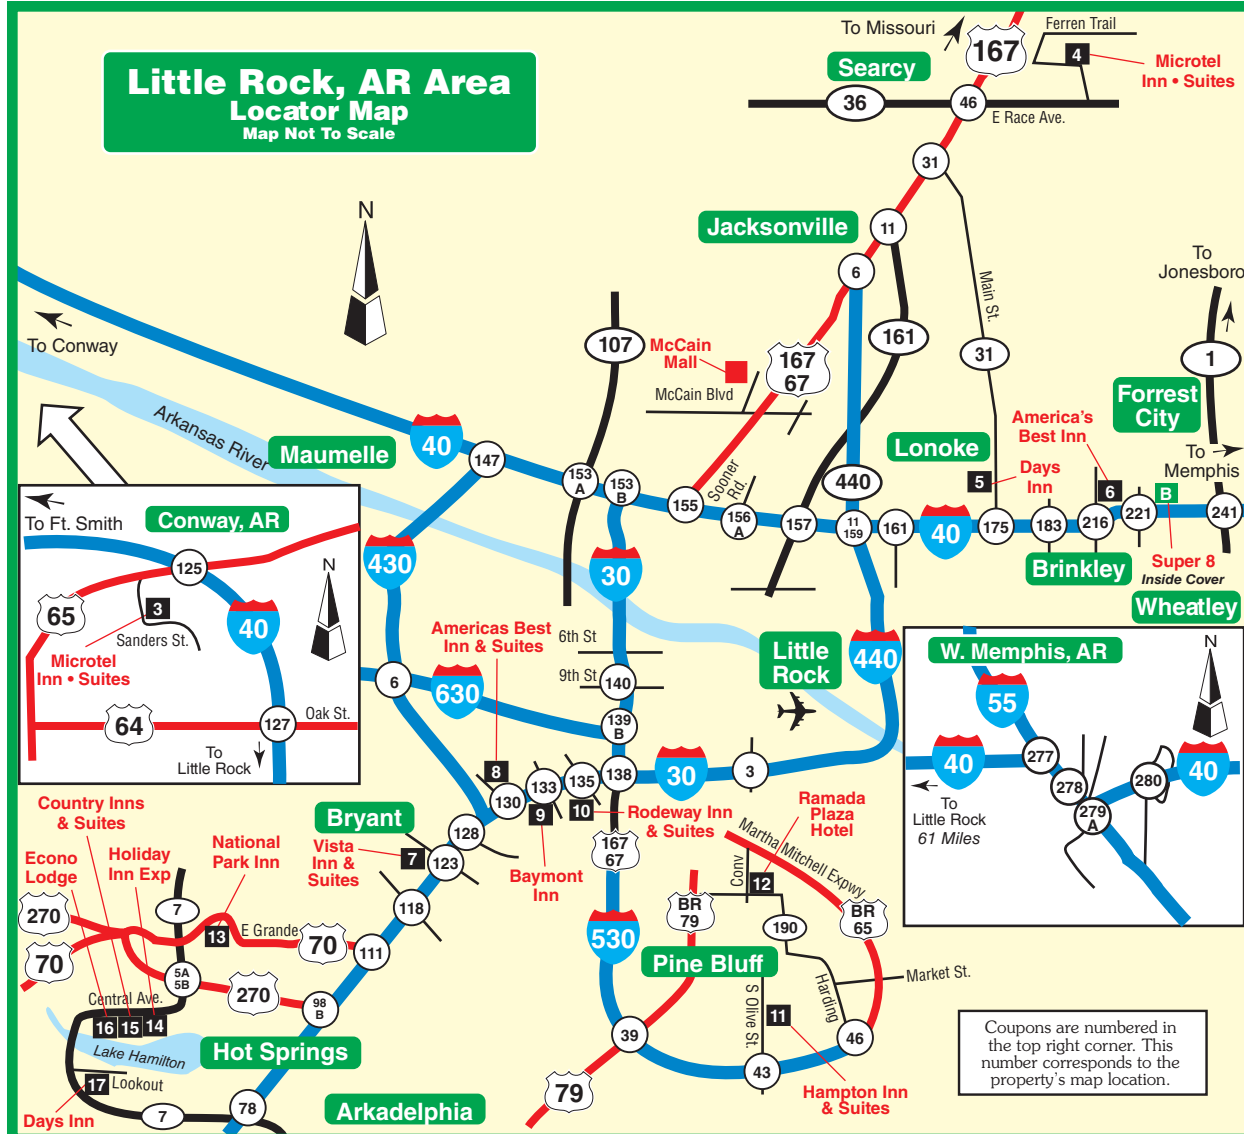 Little Rock, AR Area
Locator Map
Map Not To Scale
To Missouri
167
Ferren Trail
4
Microtel
Inn • Suites
Searcy
36
46
E Race Ave.
31
N
Jacksonville
11
6
To
Jonesboro
Main St.
To Conway
107
McCain
Mall
167
67
161
31
1
McCain Blvd
Forrest
City
Arkansas River
Maumelle
40
147
America's
Best Inn
Lonoke
To
Memphis
153
A
153
B
155
Sooner
Rd.
156
A
157
440
11
159
161
40
5
Days
Inn
175
183
6
216
221
B
241
Super 8
Inside Cover
Brinkley
Wheatley
To Ft. Smith
Conway, AR
125
N
65
3
Sanders St.
40
Microtel
Inn • Suites
64
127
Oak St.
To
Little Rock
430
30
Americas Best
Inn & Suites
6th St
9th St
140
Little
Rock
440
6
630
139
B
W. Memphis, AR
N
55
40
277
278
280
40
279
A
To
Little Rock
61 Miles
8
130
133
135
138
30
3
9
10
Rodeway Inn
& Suites
Ramada
Plaza
Hotel
Country Inns
& Suites
Bryant
128
Baymont
Inn
167
67
Martha Mitchell Expwy
Econo
Lodge
Holiday
Inn Exp
National
Park Inn
Vista
Inn &
Suites
7
123
Conv
12
270
7
118
BR
79
BR
65
13
E Grande
70
70
111
530
190
Pine Bluff
5A
5B
270
98
B
Harding
Market St.
Central Ave.
16
15
14
S Olive St.
11
Lake Hamilton
Hot Springs
39
46
43
17
Lookout
Days Inn
7
78
Arkadelphia
79
Hampton Inn
& Suites
Coupons are numbered in
the top right corner. This
number corresponds to the
property's map location.